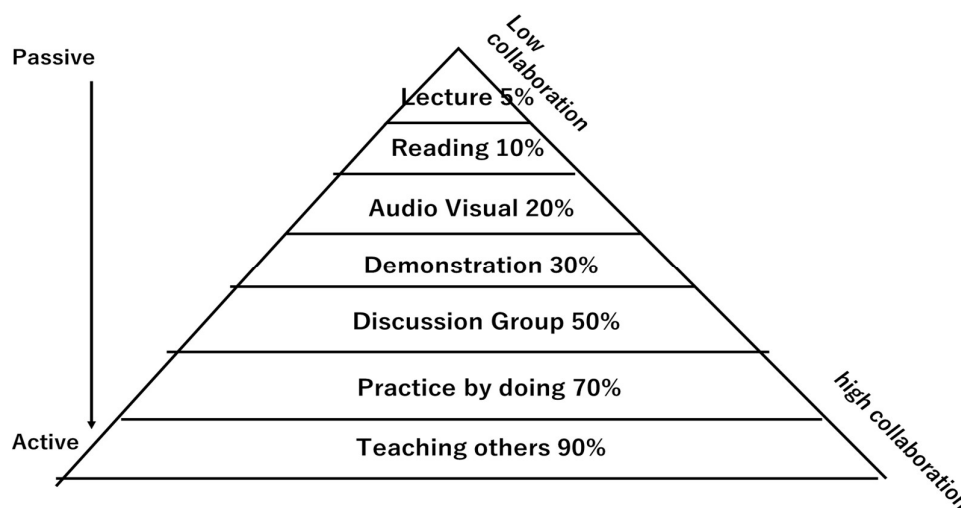 Passive
Low
collaboration
Lecture 5%
Reading 10%
Audio Visual 20%
Demonstration 30%
Discussion Group 50%
Practice by doing 70%
high collaboration
Active
Teaching others 90%